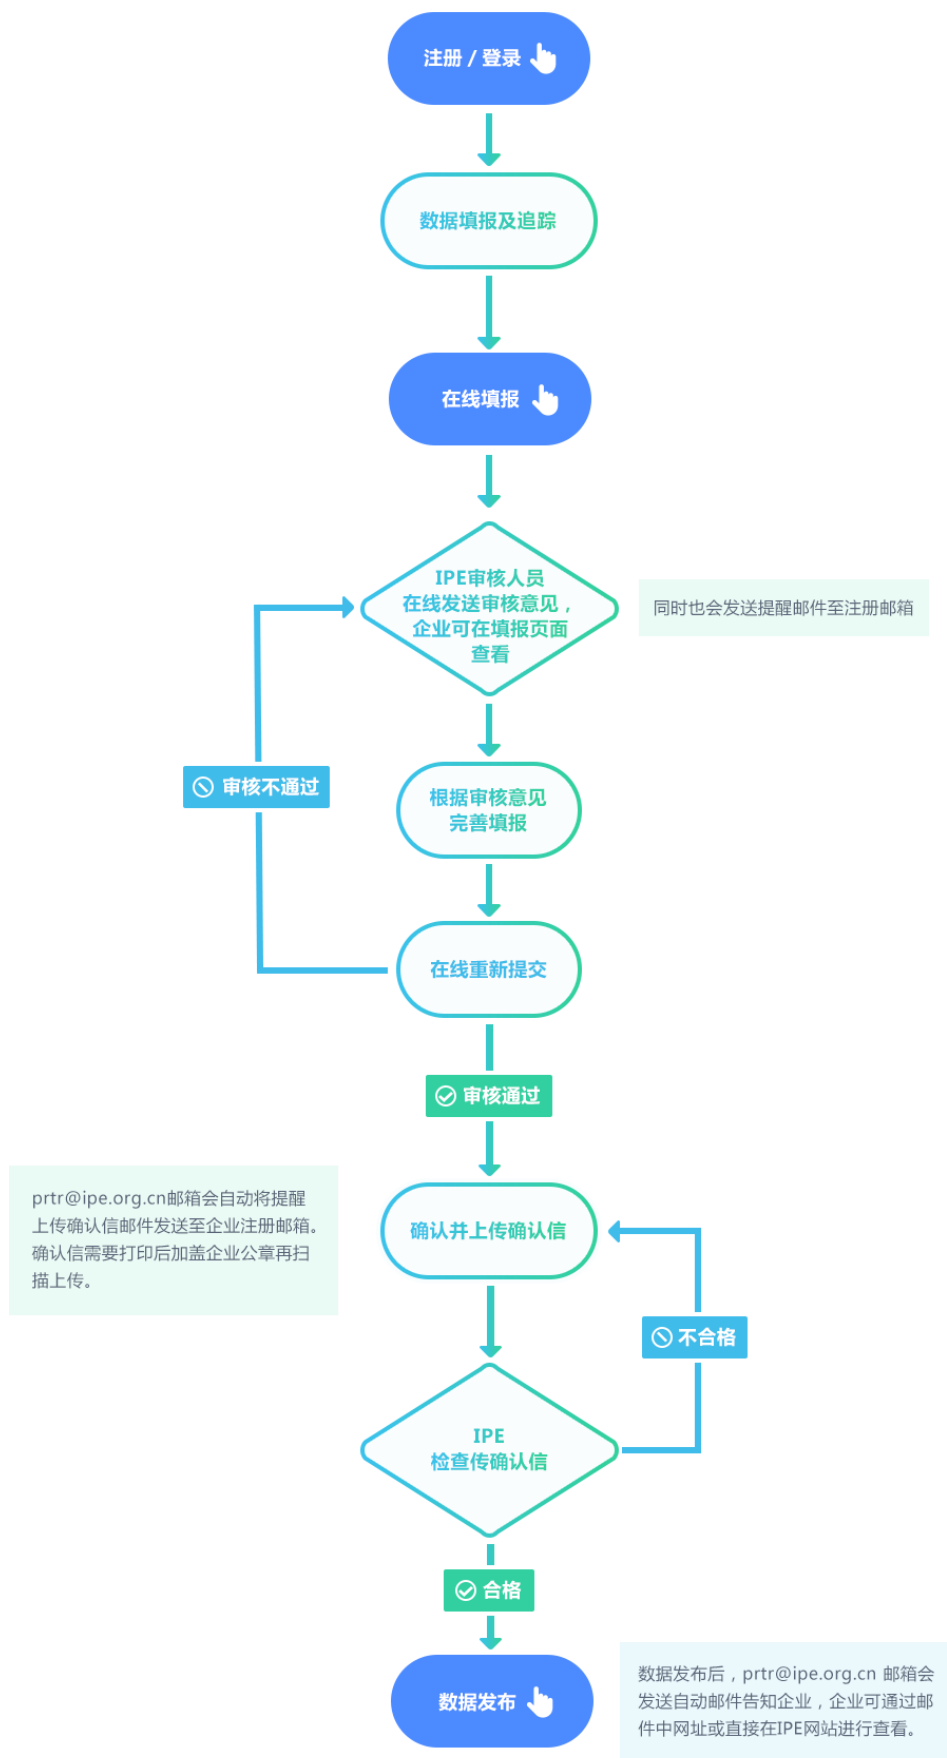 注册 / 登录
数据填报及追踪
在线填报
IPE审核人员
在线发送审核意见，
企业可在填报页面
查看
同时也会发送提醒邮件至注册邮箱
审核不通过
根据审核意见
完善填报
在线重新提交
审核通过
prtr@ipe.org.cn邮箱会自动将提醒
上传确认信邮件发送至企业注册邮箱。
确认信需要打印后加盖企业公章再扫
描上传。
确认并上传确认信
不合格
IPE
检查传确认信
合格
数据发布
数据发布后，prtr@ipe.org.cn 邮箱会
发送自动邮件告知企业，企业可通过邮
件中网址或直接在IPE网站进行查看。